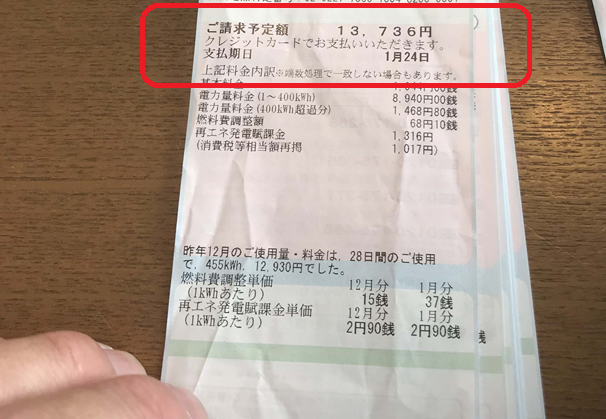 ご請求予定額 13,736円
クレジットカードでお支払いいただきます。
支払期日 1月24日
上記料金内訳※端数処理で一致しない場合もあります。
基本料金
電力量料金(1～400kWh) 8,940円00銭
電力量料金(400kWh超過分) 1,468円80銭
燃料費調整額 68円10銭
再エネ発電賦課金 1,316円
(消費税等相当額再掲 1,017円)
昨年12月のご使用量・料金は、28日間のご使用
で、455kWh、12,930円でした。
燃料費調整単価 12月分 1月分
(1kWhあたり) 15銭 37銭
再エネ発電賦課金単価 12月分 1月分
(1kWhあたり) 2円90銭 2円90銭
銭